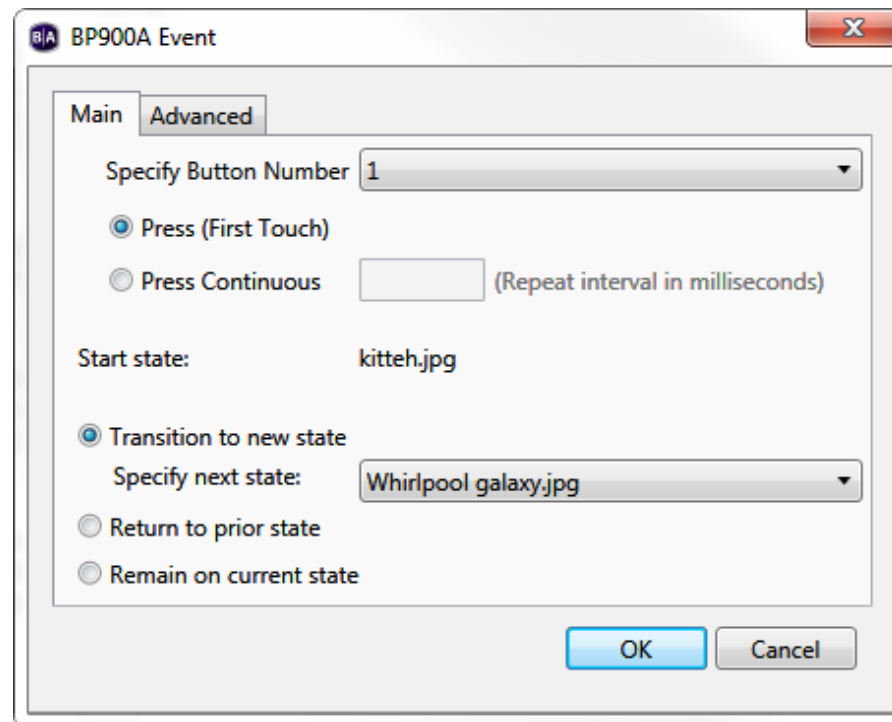 B|A BP900A Event X
Main Advanced
Specify Button Number 1
Press (First Touch)
Press Continuous (Repeat interval in milliseconds)
Start state: kitteh.jpg
Transition to new state
Specify next state: Whirlpool galaxy.jpg
Return to prior state
Remain on current state
OK Cancel